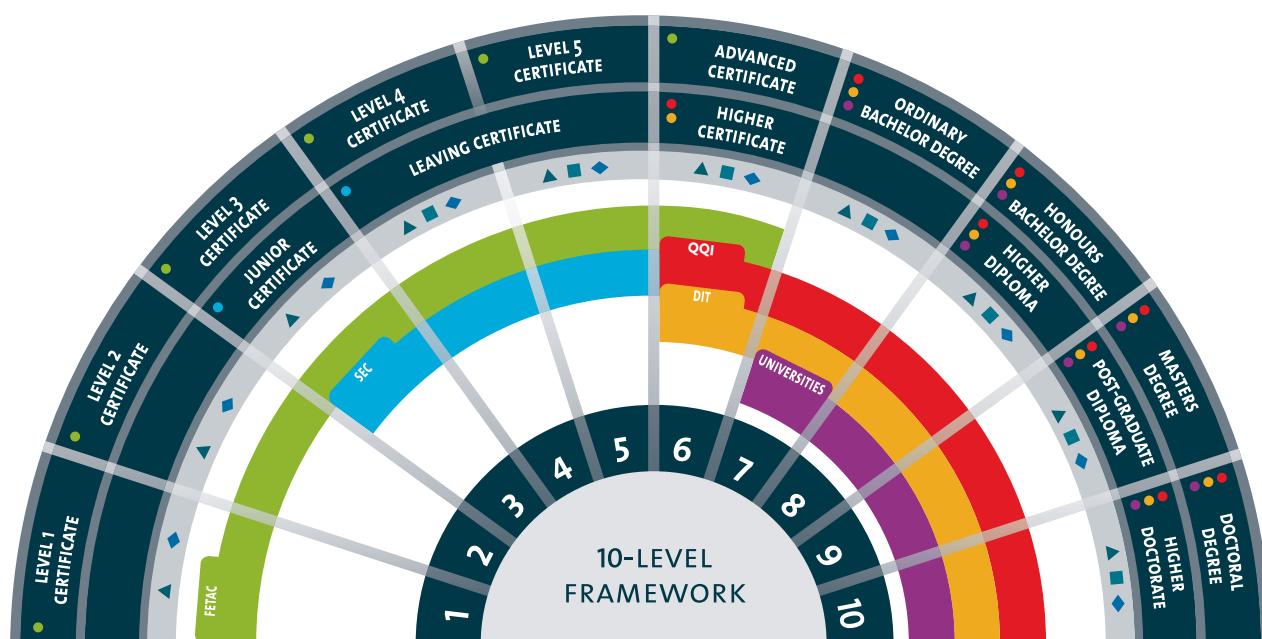 LEVEL 1
CERTIFICATE
LEVEL 2
CERTIFICATE
LEVEL 3
CERTIFICATE
JUNIOR
CERTIFICATE
LEVEL 4
CERTIFICATE
LEVEL 5
CERTIFICATE
LEAVING CERTIFICATE
ADVANCED
CERTIFICATE
HIGHER
CERTIFICATE
ORDINARY
BACHELOR DEGREE
HONOURS
BACHELOR DEGREE
HIGHER
DIPLOMA
MASTERS
DEGREE
POST-GRADUATE
DIPLOMA
DOCTORAL
DEGREE
HIGHER
DOCTORATE
FETAC
SEC
QQI
DIT
UNIVERSITIES
1
2
3
4
5
6
7
8
9
10
10-LEVEL
FRAMEWORK